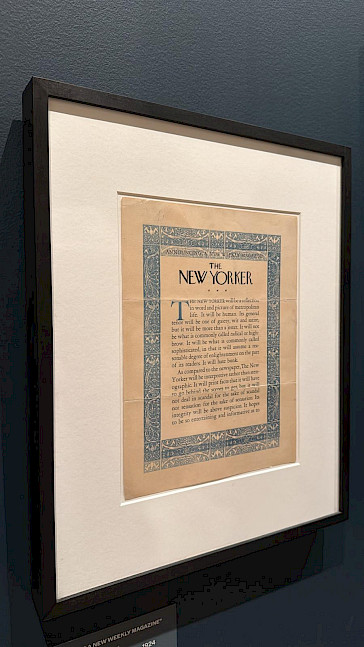 ANNOUNCING A NEW WEEKLY MAGAZINE
THE
NEW YORKER
THE NEW YORKER will be a reflection
in word and picture of metropolitan
life. It will be human. Its general
tenor will be one of gaiety, wit and satire,
but it will be more than a jester. It will not
be what is commonly called radical or high-
brow. It will be what is commonly called
sophisticated, in that it will assume a rea-
sonable degree of enlightenment on the part
of its readers. It will hate bunk.
As compared to the newspaper, The New
Yorker will be interpretive rather than sten-
ographic. It will print facts that it will have
to go behind the scenes to get, but it will
not deal in scandal for the sake of scandal
nor sensation for the sake of sensation. Its
integrity will be above suspicion. It hopes
to be so entertaining and informative as to
A NEW WEEKLY MAGAZINE"
1924